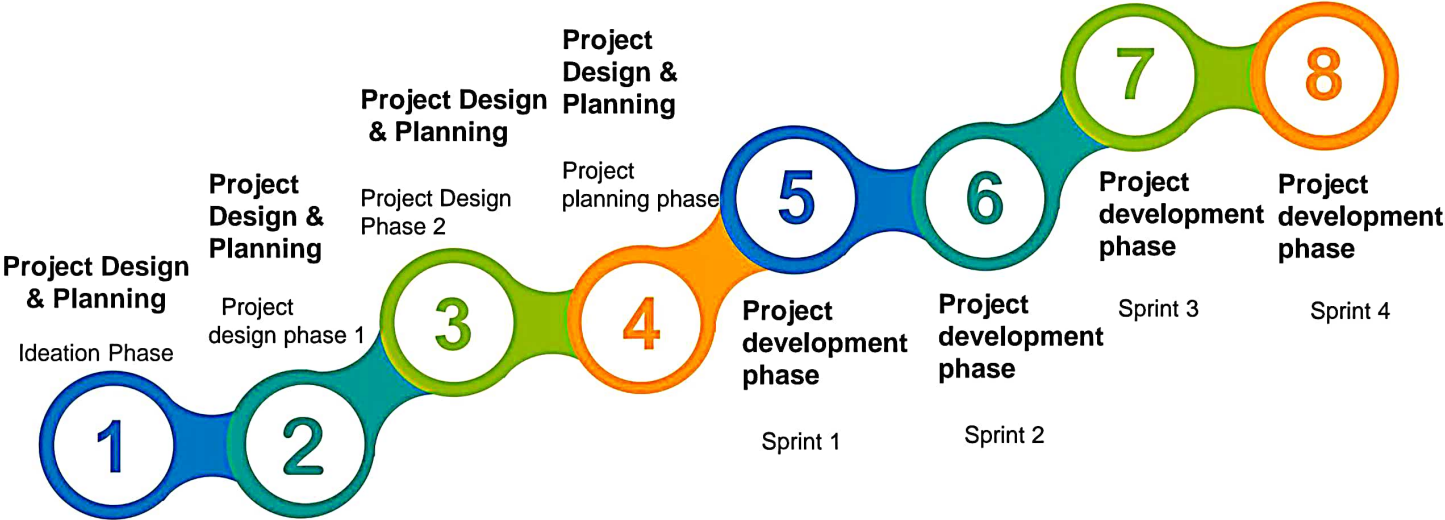 Project Design
& Planning
Ideation Phase
1
Project
Design &
Planning
Project
design phase 1
2
Project Design
& Planning
Project Design
Phase 2
3
Project
Design &
Planning
Project
planning phase
4
5
Project
development
phase
Sprint 1
6
Project
development
phase
Sprint 2
7
Project
development
phase
Sprint 3
8
Project
development
phase
Sprint 4